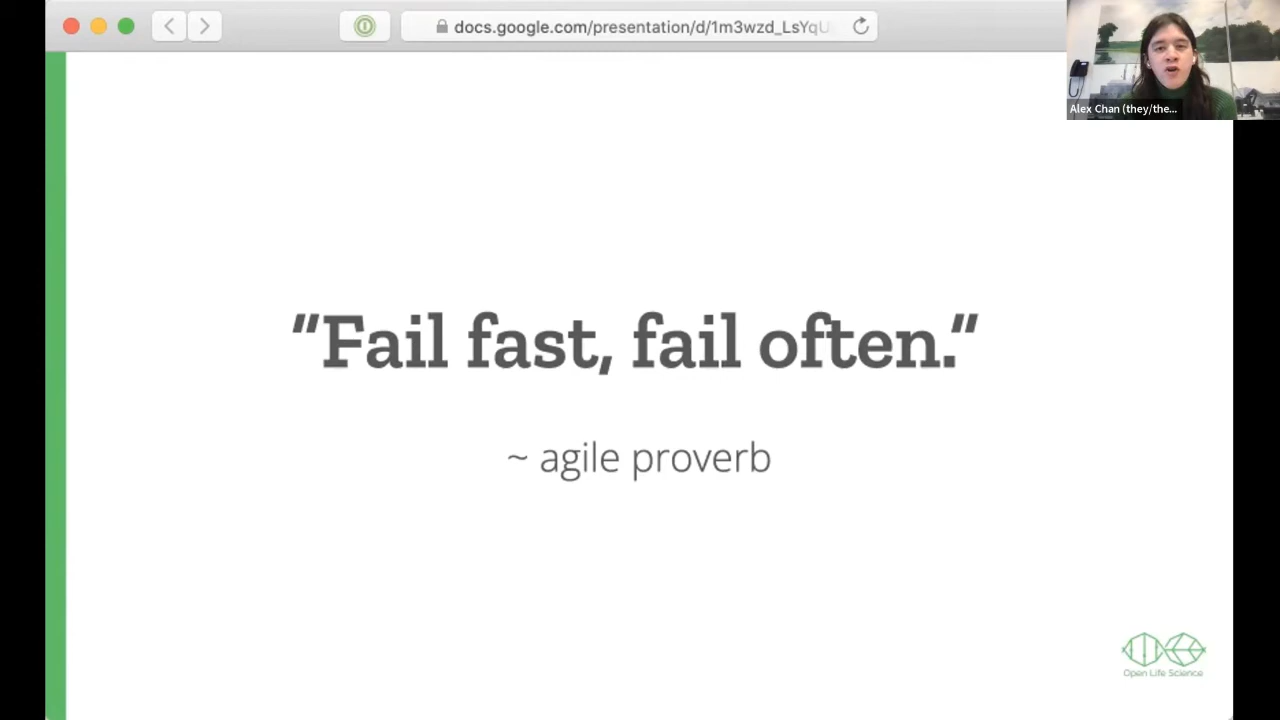 docs.google.com/presentation/d/1m3wzd_LsYqU
Alex Chan (they/the...
"Fail fast, fail often."
~ agile proverb
Open Life Science